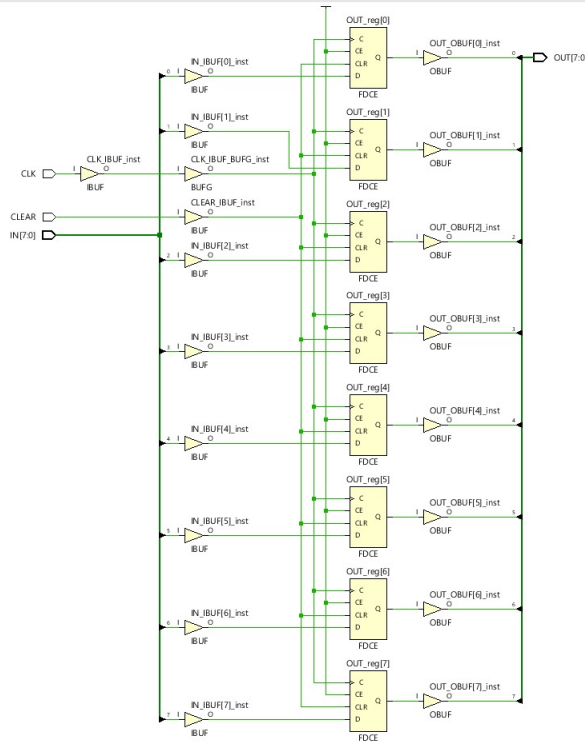 OUT_reg[0]
IN_IBUF[0]_inst
OUT_OBUF[0]_inst
C
CE
CLR
D
Q
0 I O
I O 0
OUT[7:0
IBUF
OBUF
FDCE
IN_IBUF[1]_inst
OUT_reg[1]
OUT_OBUF[1]_inst
1 I O
C
CE
CLR
D
Q
I O 1
IBUF
OBUF
FDCE
CLK
CLK_IBUF_inst
I O
IBUF
CLK_IBUF_BUFG_inst
I O
BUFG
CLEAR
CLEAR_IBUF_inst
I O
IBUF
IN[7:0]
OUT_reg[2]
IN_IBUF[2]_inst
OUT_OBUF[2]_inst
2 I O
C
CE
CLR
D
Q
I O 2
IBUF
OBUF
FDCE
OUT_reg[3]
IN_IBUF[3]_inst
OUT_OBUF[3]_inst
3 I O
C
CE
CLR
D
Q
I O 3
IBUF
OBUF
FDCE
OUT_reg[4]
IN_IBUF[4]_inst
OUT_OBUF[4]_inst
4 I O
C
CE
CLR
D
Q
I O 4
IBUF
OBUF
FDCE
OUT_reg[5]
IN_IBUF[5]_inst
OUT_OBUF[5]_inst
5 I O
C
CE
CLR
D
Q
I O 5
IBUF
OBUF
FDCE
OUT_reg[6]
IN_IBUF[6]_inst
OUT_OBUF[6]_inst
6 I O
C
CE
CLR
D
Q
I O 6
IBUF
OBUF
FDCE
OUT_reg[7]
IN_IBUF[7]_inst
OUT_OBUF[7]_inst
7 I O
C
CE
CLR
D
Q
I O 7
IBUF
OBUF
FDCE